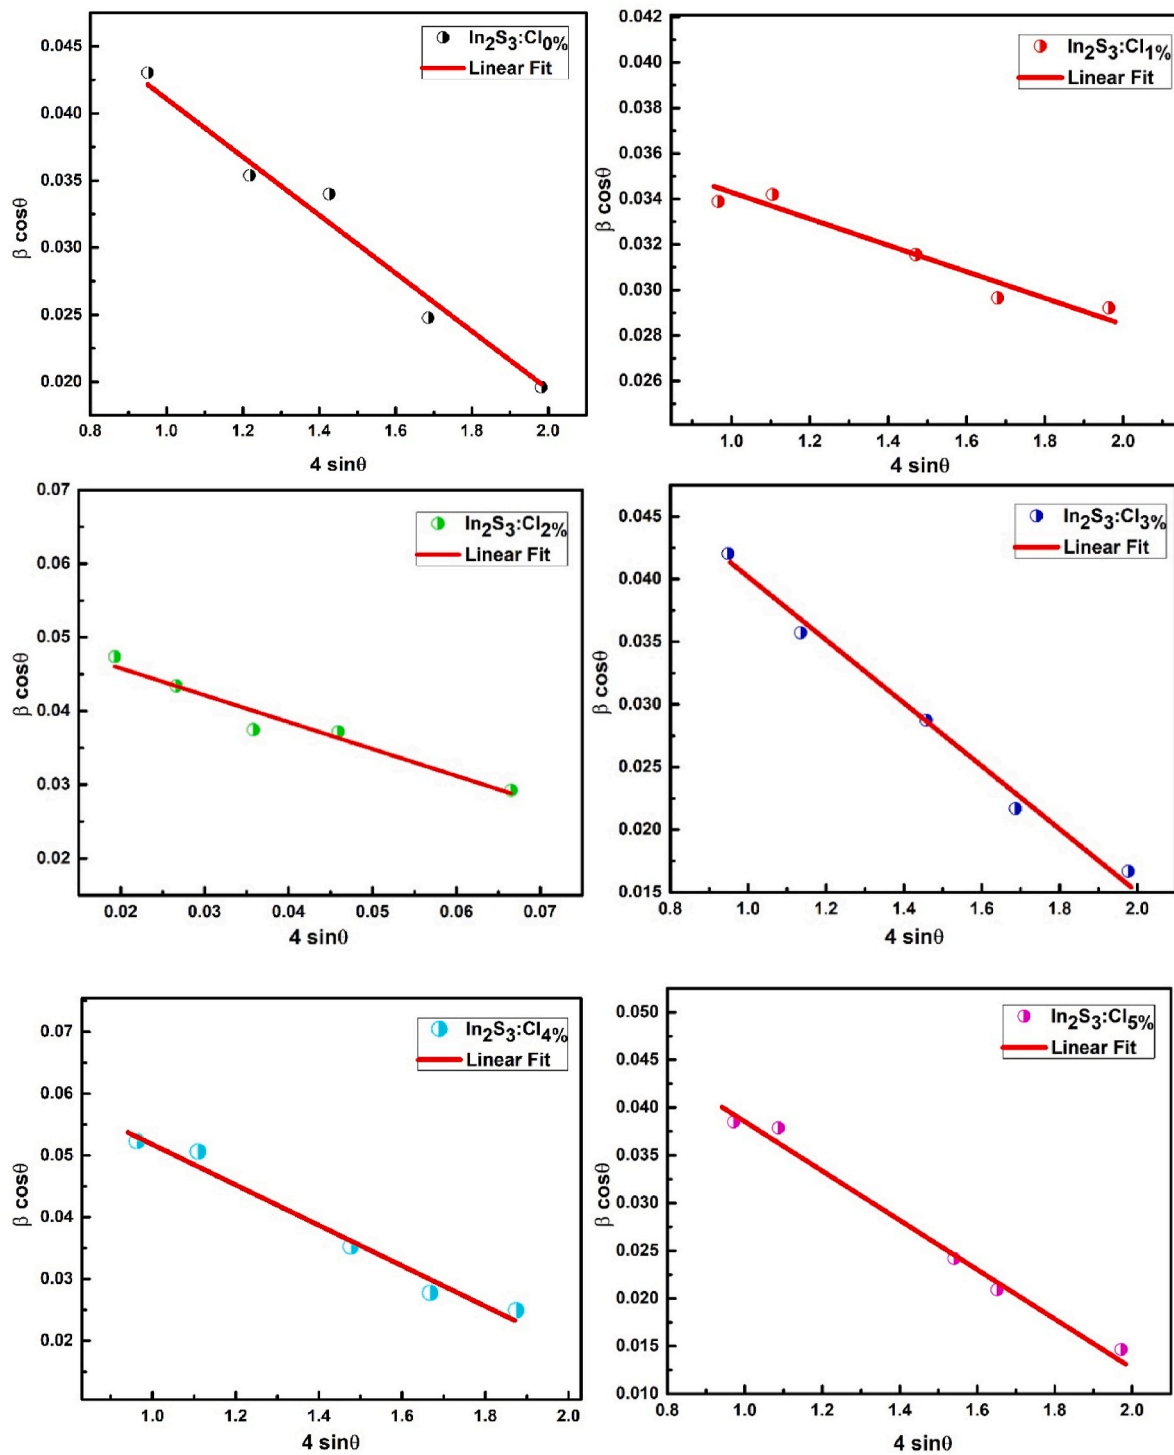 In2S3:Cl0%
Linear Fit
0.045
0.040
0.035
0.030
0.025
0.020
β cosθ
0.8 1.0 1.2 1.4 1.6 1.8 2.0
4 sinθ
In2S3:Cl1%
Linear Fit
0.042
0.040
0.038
0.036
0.034
0.032
0.030
0.028
0.026
β cosθ
1.0 1.2 1.4 1.6 1.8 2.0
4 sinθ
In2S3:Cl2%
Linear Fit
0.07
0.06
0.05
0.04
0.03
0.02
β cosθ
0.02 0.03 0.04 0.05 0.06 0.07
4 sinθ
In2S3:Cl3%
Linear Fit
0.045
0.040
0.035
0.030
0.025
0.020
0.015
β cosθ
0.8 1.0 1.2 1.4 1.6 1.8 2.0
4 sinθ
In2S3:Cl4%
Linear Fit
0.07
0.06
0.05
0.04
0.03
0.02
β cosθ
1.0 1.2 1.4 1.6 1.8 2.0
4 sinθ
In2S3:Cl5%
Linear Fit
0.050
0.045
0.040
0.035
0.030
0.025
0.020
0.015
0.010
β cosθ
0.8 1.0 1.2 1.4 1.6 1.8 2.0
4 sinθ